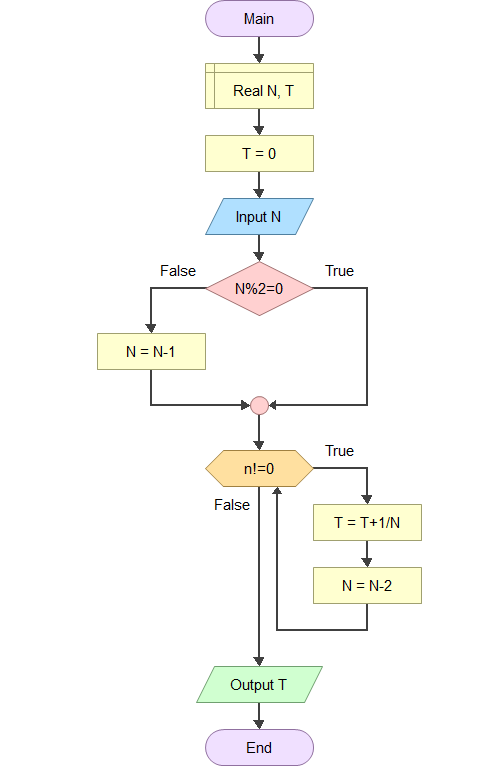 Main
Real N, T
T = 0
Input N
False
True
N%2=0
N = N-1
True
n!=0
False
T = T+1/N
N = N-2
Output T
End